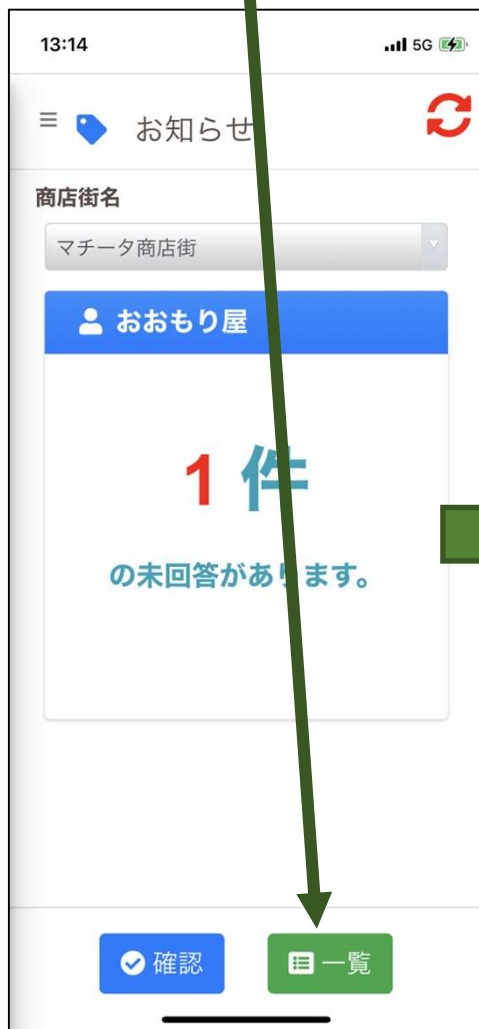 13:14
5G
お知らせ
商店街名
マチータ商店街
おおもり屋
1 件
の未回答があります。
確認
一覧